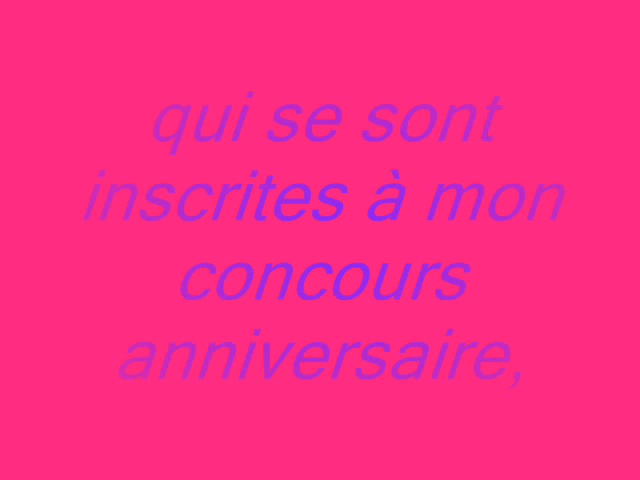 qui se sont
inscrites à mon
concours
anniversaire,